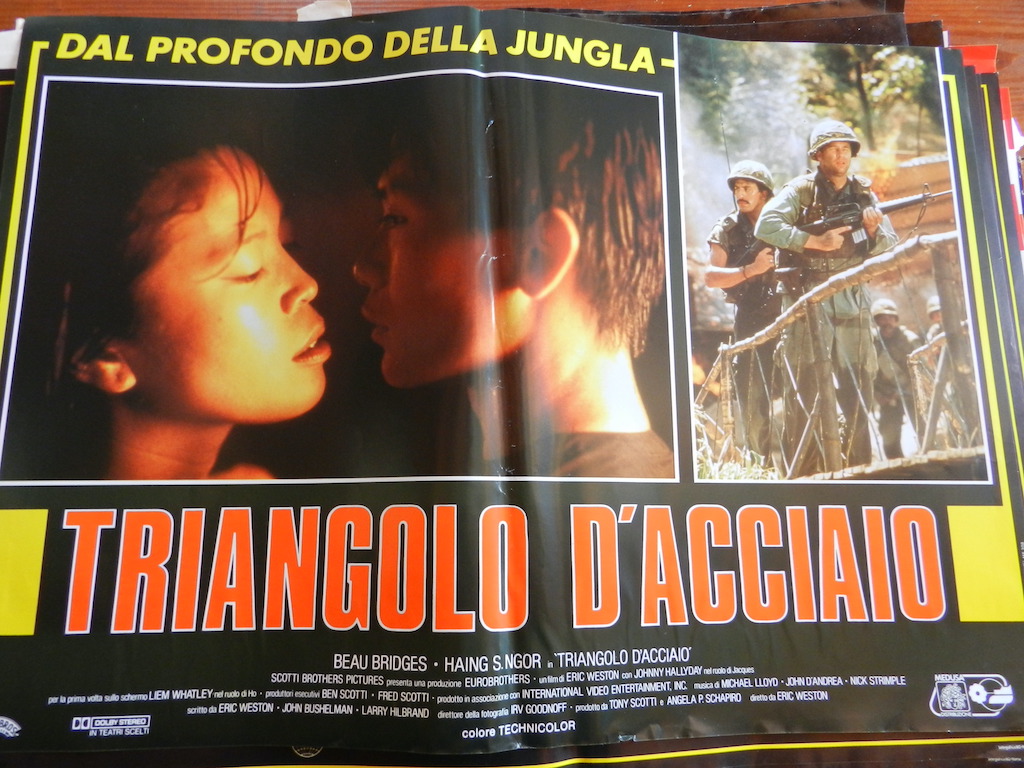 DAL PROFONDO DELLA JUNGLA
TRIANGOLO D'ACCIAIO
BEAU BRIDGES · HAING S. NGOR in "TRIANGOLO D'ACCIAIO"
SCOTTI BROTHERS PICTURES presenta una produzione EUROBROTHERS · un film di ERIC WESTON con JOHNNY HALLYDAY nel ruolo di Jacques
per la prima volta sullo schermo LIEM WHATLEY nel ruolo di Ho · produttori esecutivi BEN SCOTTI · FRED SCOTTI · prodotto in associazione con INTERNATIONAL VIDEO ENTERTAINMENT, INC. musica di MICHAEL LLOYD · JOHN D'ANDREA · NICK STRIMPLE
scritto da ERIC WESTON · JOHN BUSHELMAN · LARRY HILBRAND direttore della fotografia IRV GOODNOFF · prodotto da TONY SCOTTI e ANGELA P. SCHAPIRO diretto da ERIC WESTON
DOLBY STEREO
IN TEATRI SCELTI
colore TECHNICOLOR
MEDUSA
DISTRIBUZIONE